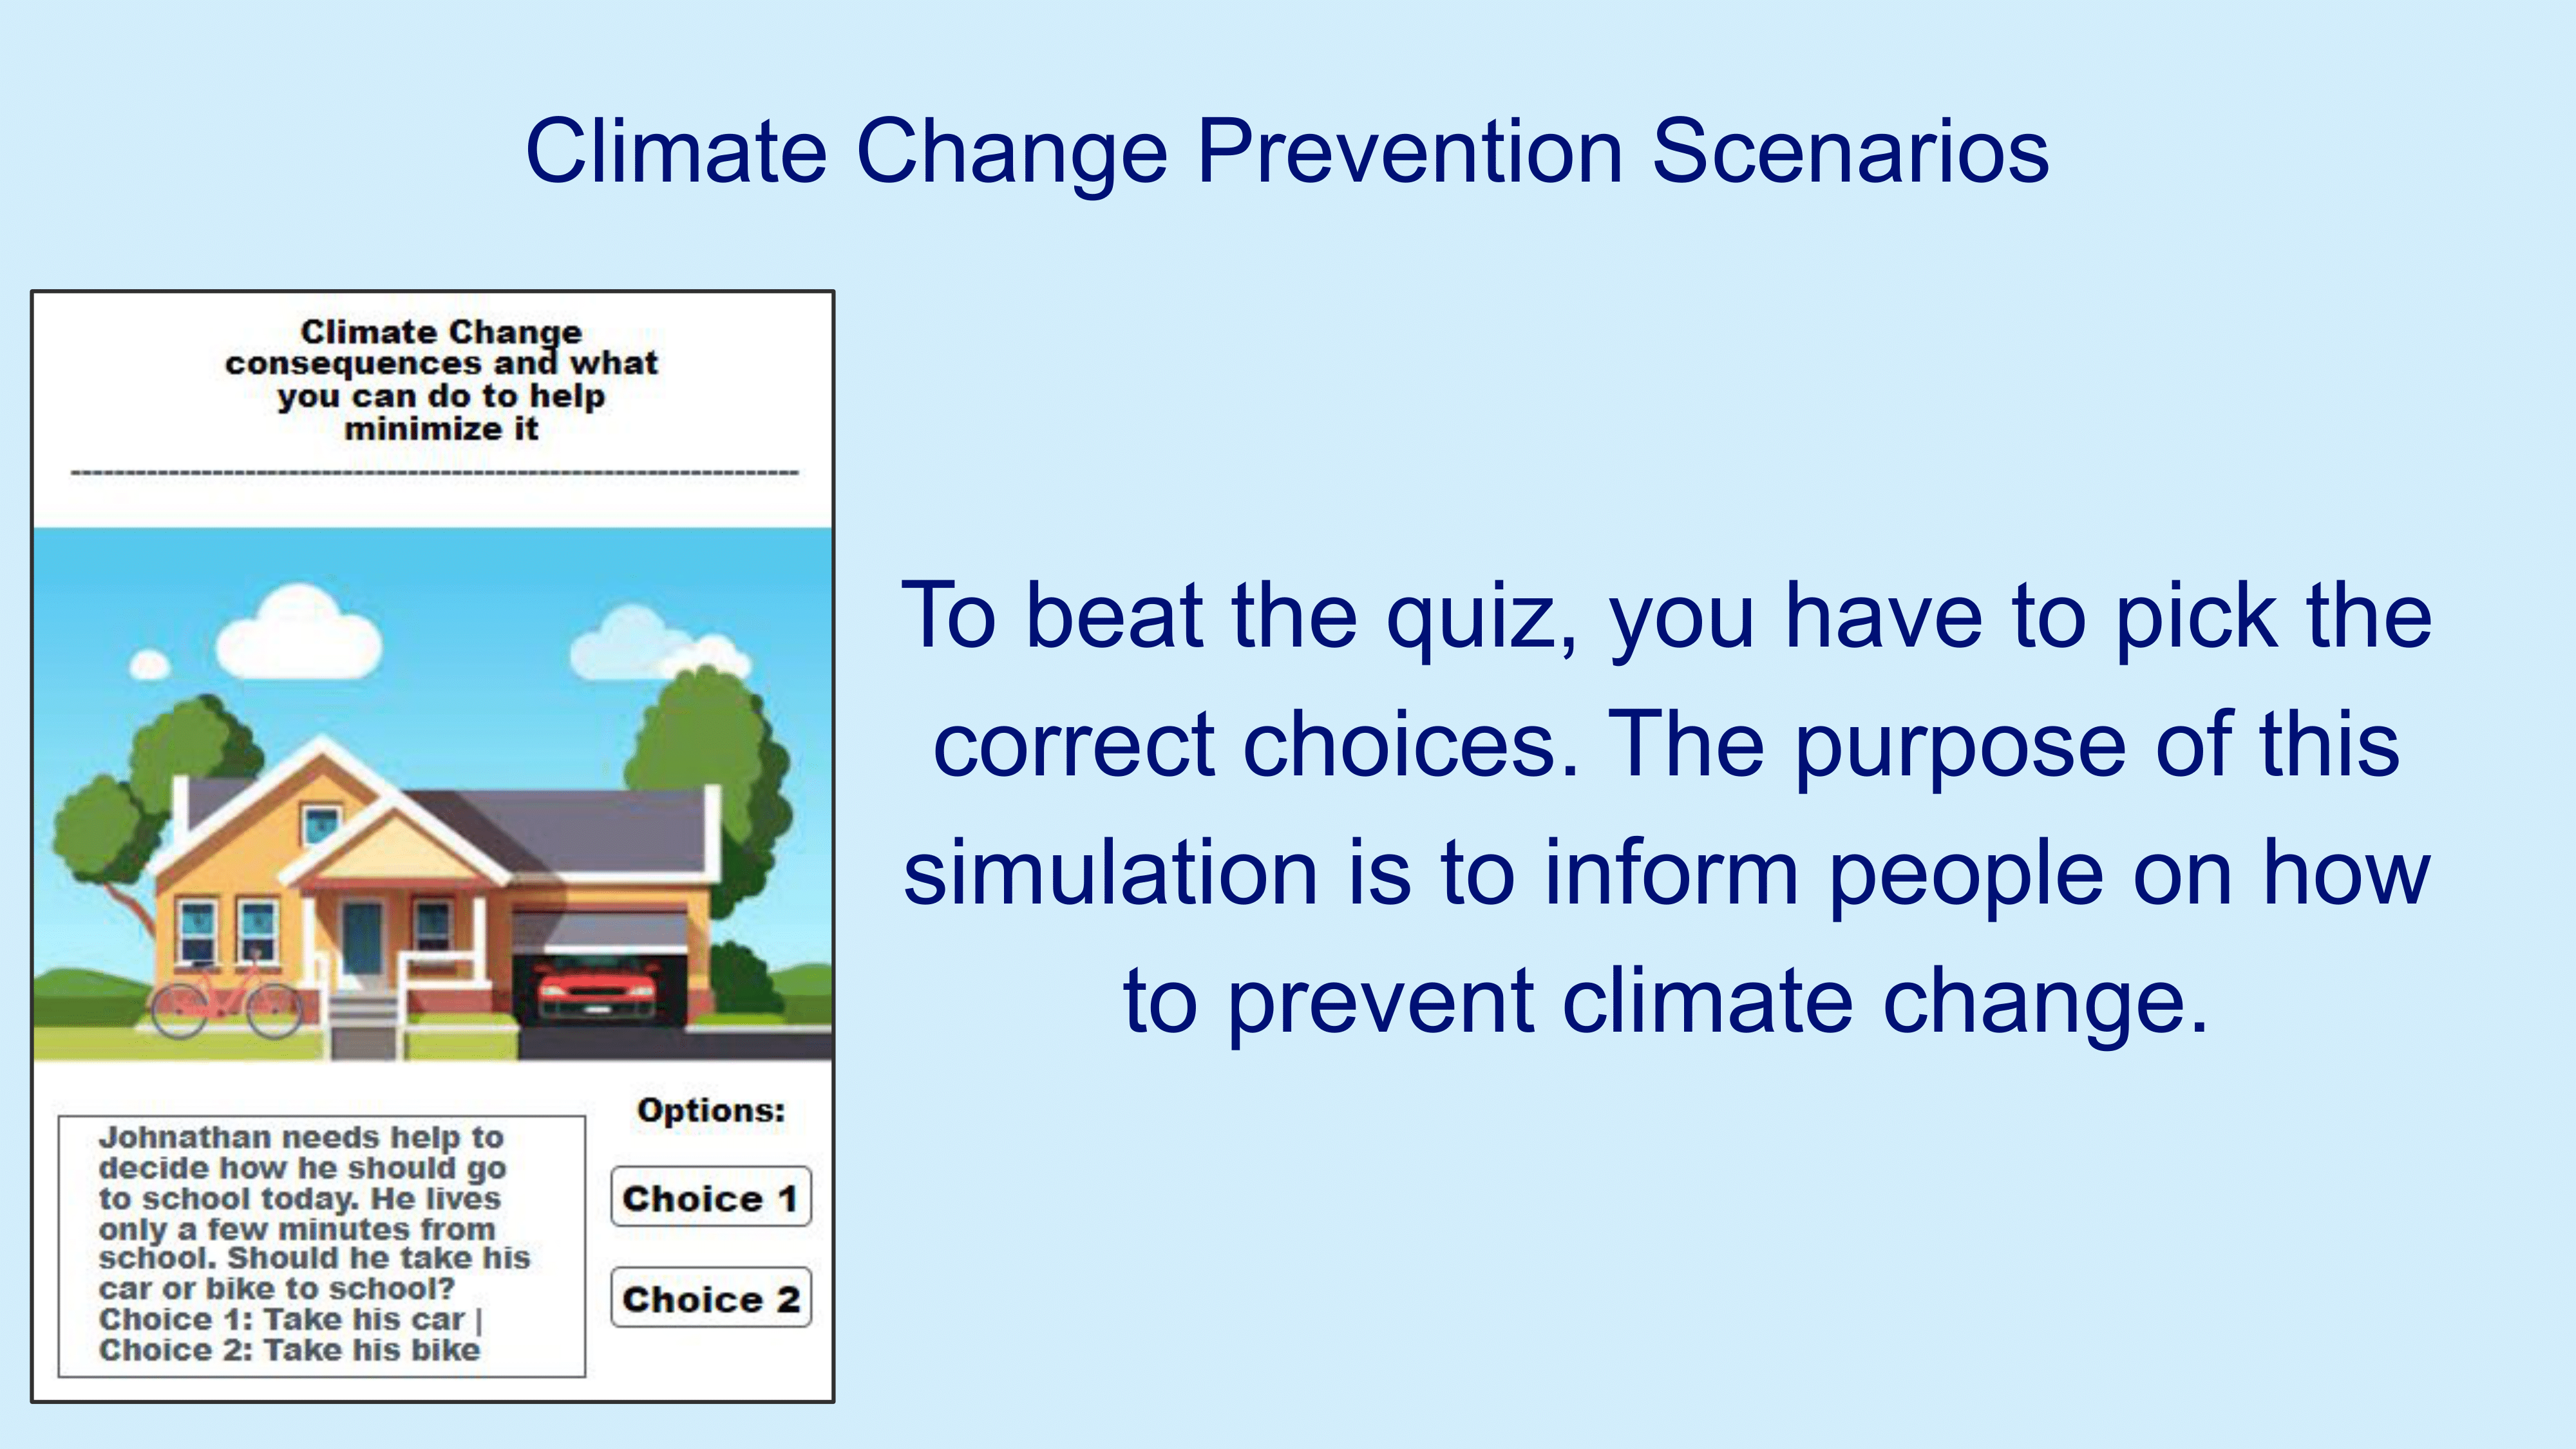 Climate Change Prevention Scenarios
Climate Change
consequences and what
you can do to help
minimize it
--------------------------------------------------------------------
Johnathan needs help to
decide how he should go
to school today. He lives
only a few minutes from
school. Should he take his
car or bike to school?
Choice 1: Take his car |
Choice 2: Take his bike
Options:
Choice 1
Choice 2
To beat the quiz, you have to pick the
correct choices. The purpose of this
simulation is to inform people on how
to prevent climate change.